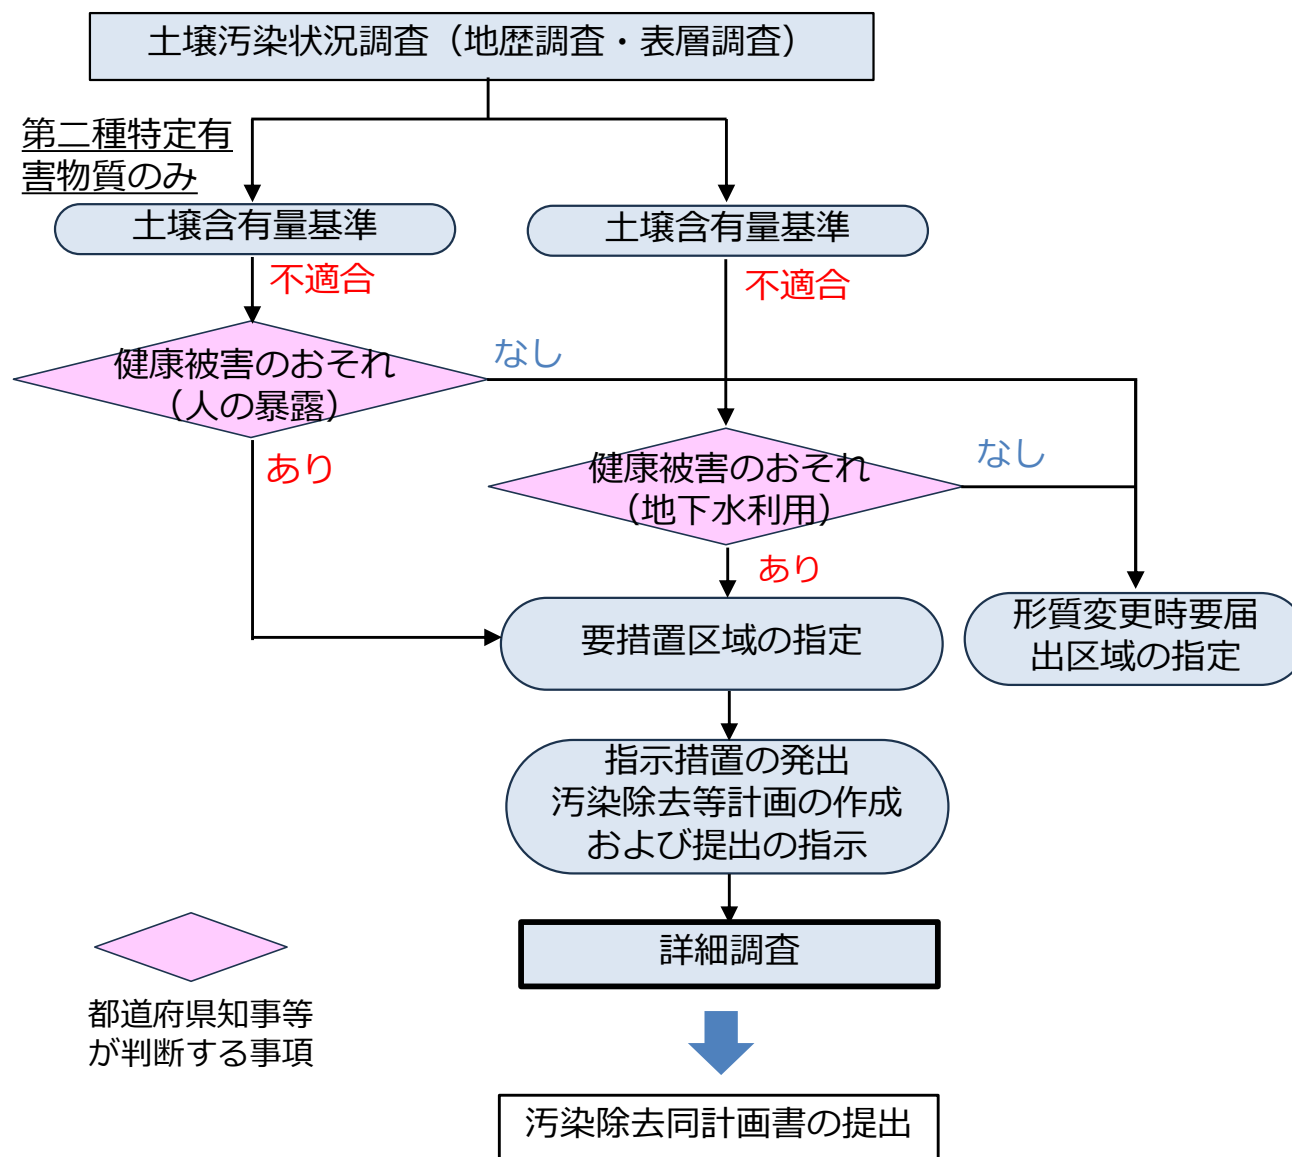 土壌汚染状況調査（地歴調査・表層調査）
第二種特定有
害物質のみ
土壌含有量基準
土壌含有量基準
不適合
不適合
健康被害のおそれ
（人の暴露）
なし
あり
健康被害のおそれ
（地下水利用）
なし
あり
要措置区域の指定
形質変更時要届
出区域の指定
指示措置の発出
汚染除去等計画の作成
および提出の指示
詳細調査
都道府県知事等
が判断する事項
汚染除去同計画書の提出